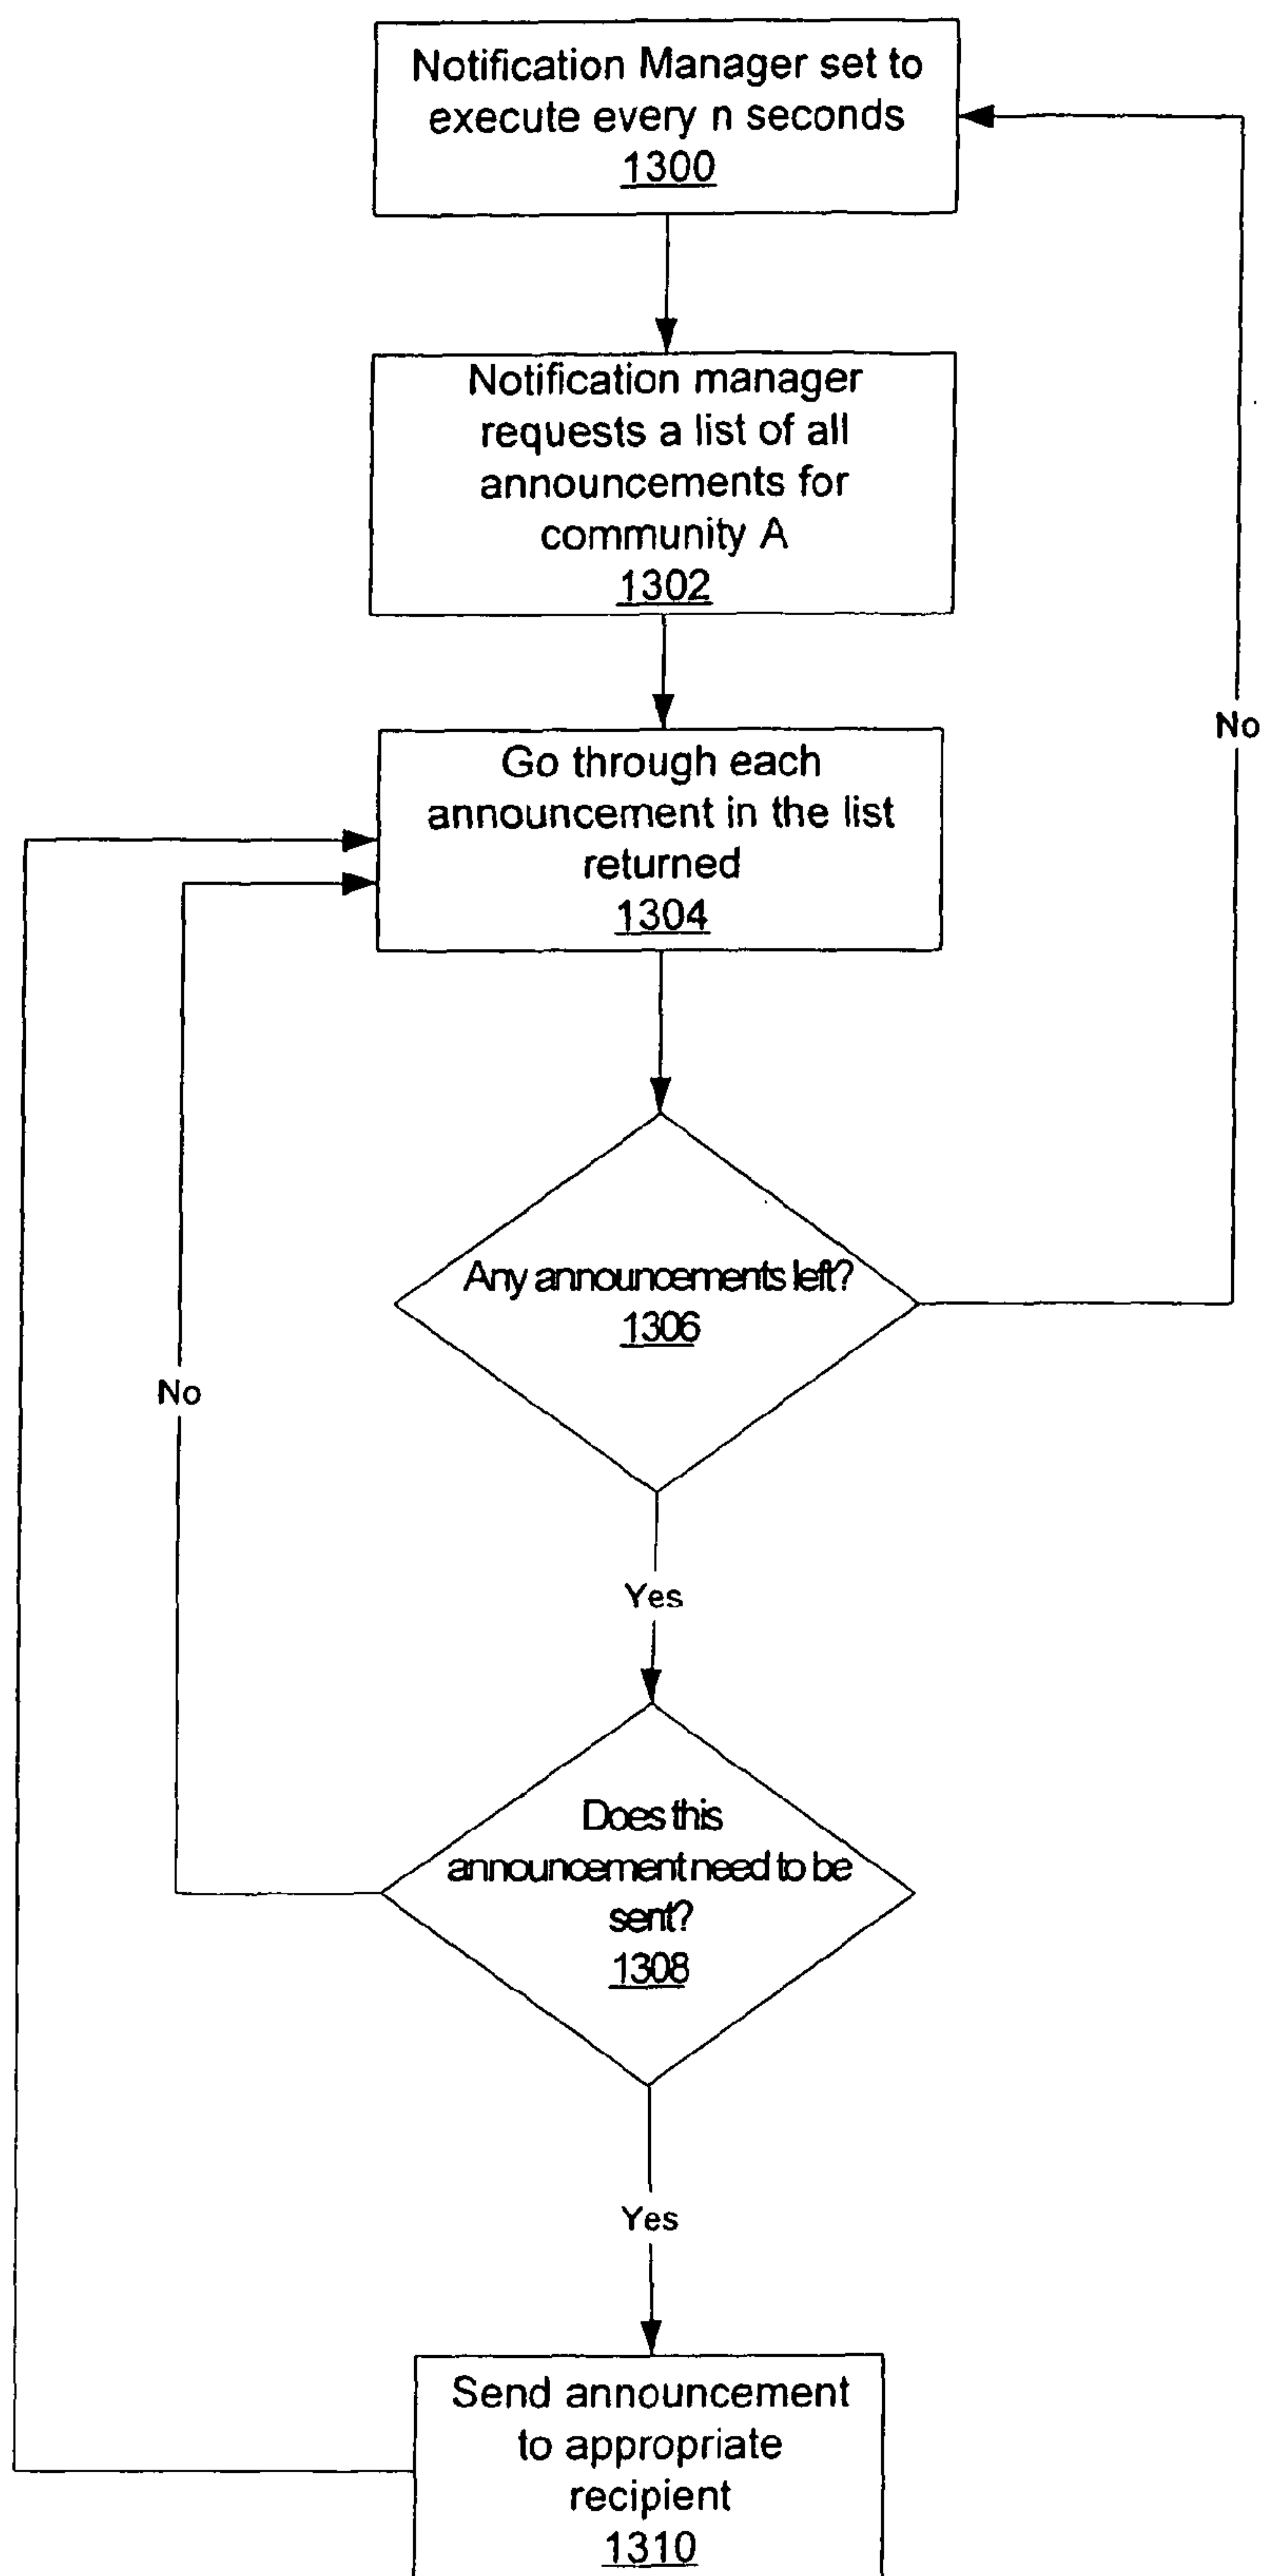 Notification Manager set to
execute every n seconds
1300
Notification manager
requests a list of all
announcements for
community A
1302
Go through each
announcement in the list
returned
1304
No
Any announcements left?
1306
No
Yes
Does this
announcement need to be
sent?
1308
Yes
Send announcement
to appropriate
recipient
1310